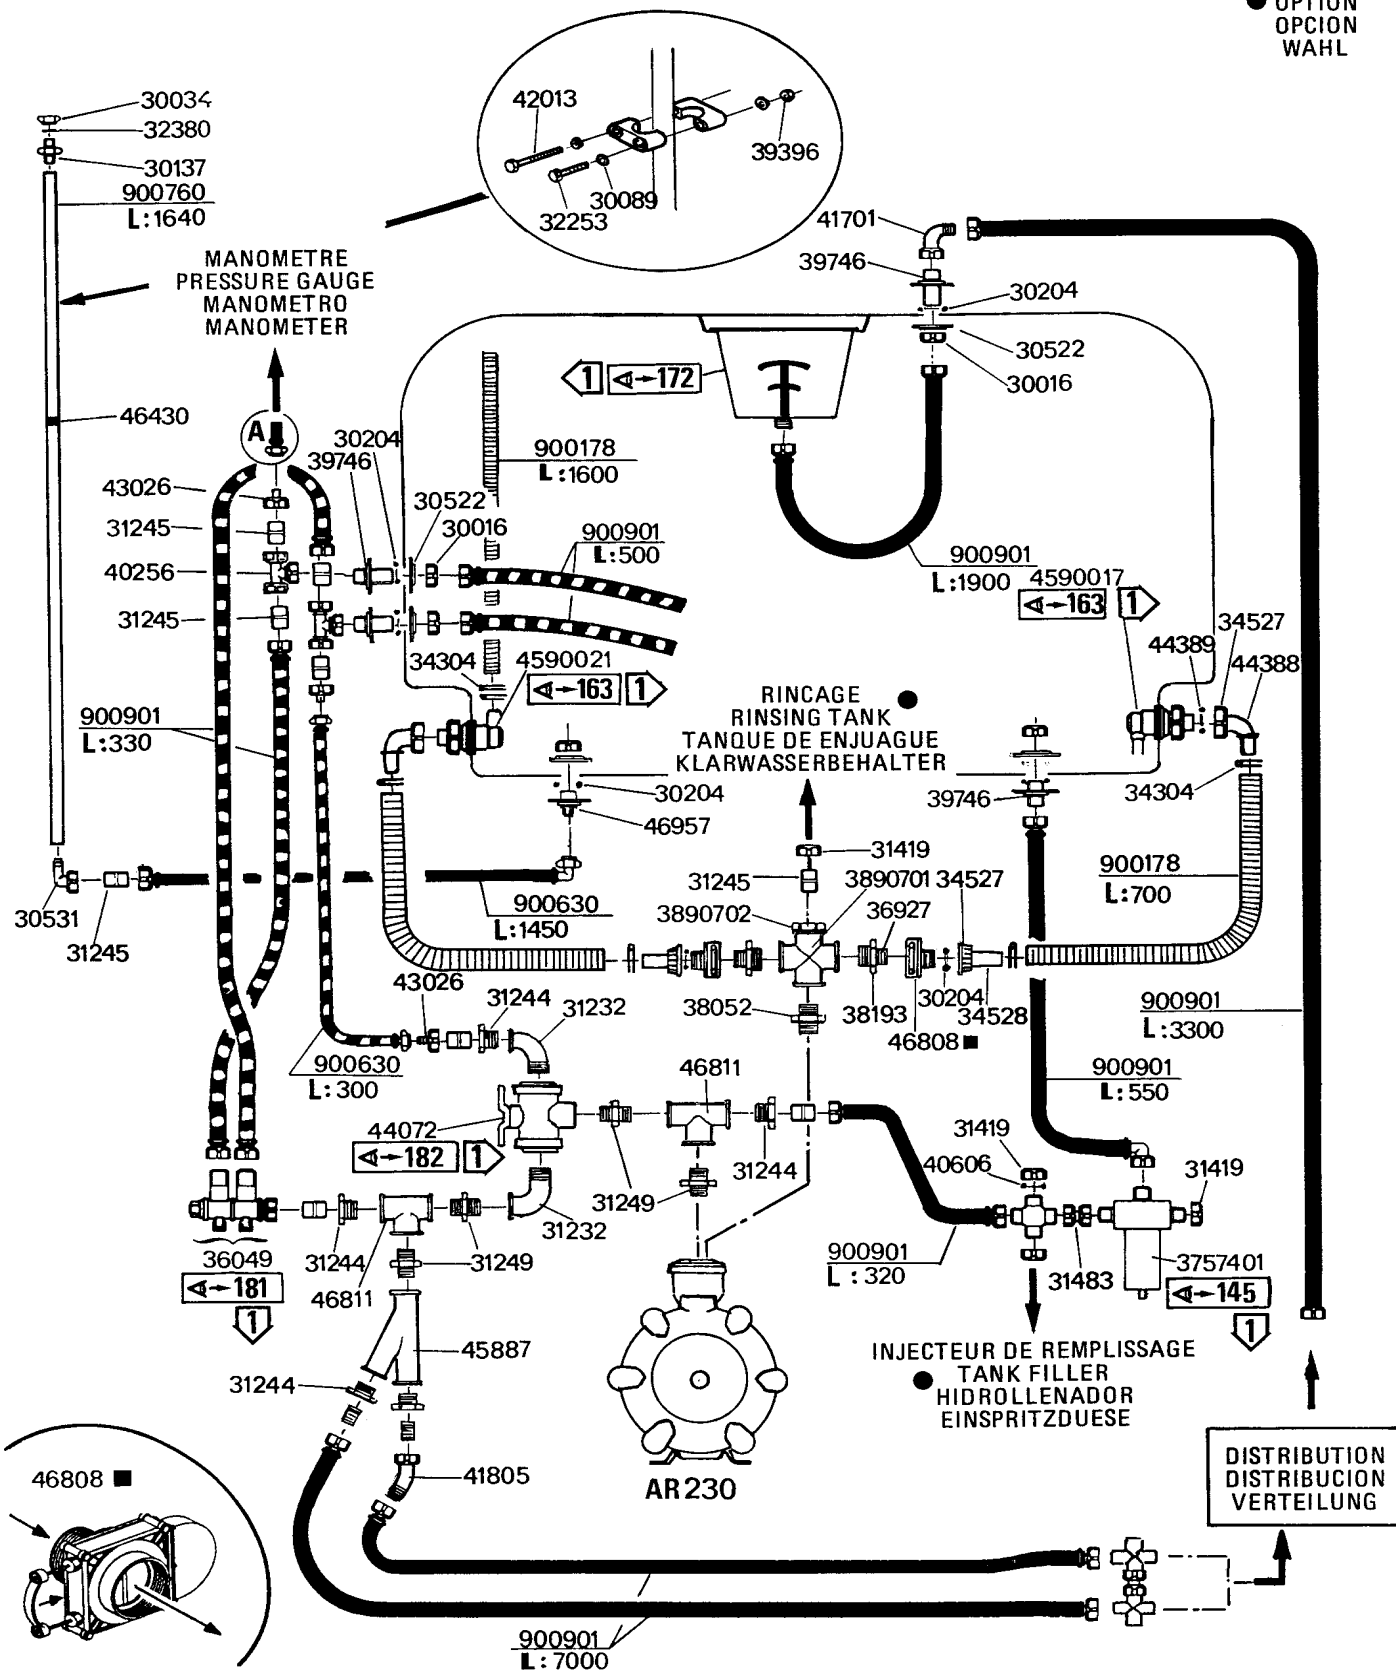 OPTION
OPCION
WAHL
30034
32380
30137
900760
L:1640
42013
39396
30089
32253
MANOMETRE
PRESSURE GAUGE
MANOMETRO
MANOMETER
41701
39746
30204
30522
30016
1
172
46430
A
30204
39746
900178
L:1600
43026
30522
31245
30016
900901
L:500
40256
900901
L:1900
4590017
163
1
31245
34527
44389
44388
34304
4590021
163
1
RINCAGE
RINSING TANK
TANQUE DE ENJUAGUE
KLARWASSERBEHALTER
900901
L:330
30204
46957
39746
34304
31419
31245
3890701
34527
900178
L:700
3890702
36927
30531
31245
900630
L:1450
43026
31244
31232
38052
38193
30204
34528
46808
900901
L:3300
900630
L:300
46811
900901
L:550
44072
182
1
31244
31419
40606
31419
31249
31232
36049
181
1
31244
31249
46811
900901
L:320
31483
3757401
145
1
45887
31244
INJECTEUR DE REMPLISSAGE
TANK FILLER
HIDROLLENADOR
EINSPRITZDUESE
41805
AR230
46808
DISTRIBUTION
DISTRIBUCION
VERTEILUNG
900901
L:7000